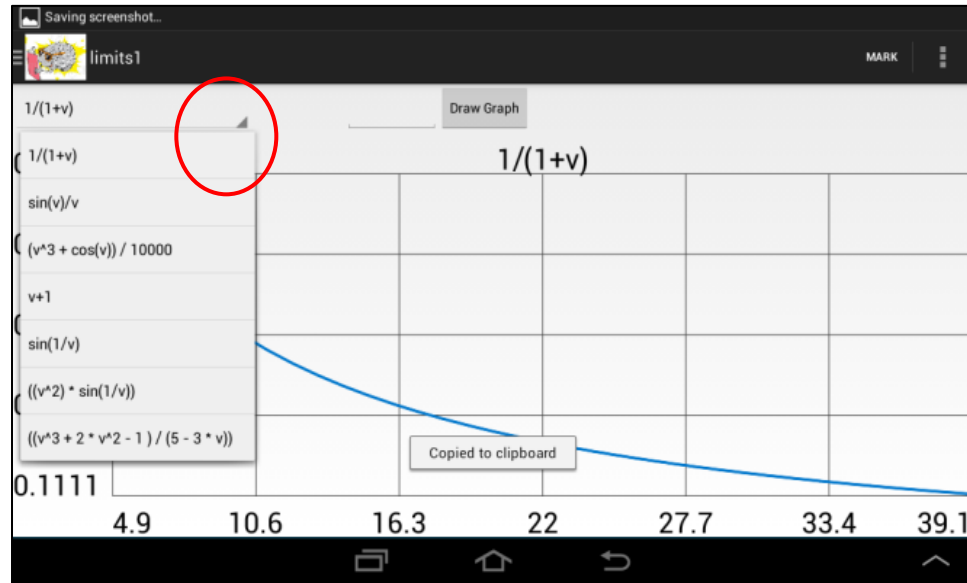 Saving screenshot...
limits1
MARK
1/(1+v)
Draw Graph
1/(1+v)
1/(1+v)
sin(v)/v
(v^3 + cos(v)) / 10000
v+1
sin(1/v)
((v^2) * sin(1/v))
((v^3 + 2 * v^2 - 1 ) / (5 - 3 * v))
Copied to clipboard
0.1111
4.9 10.6 16.3 22 27.7 33.4 39.1